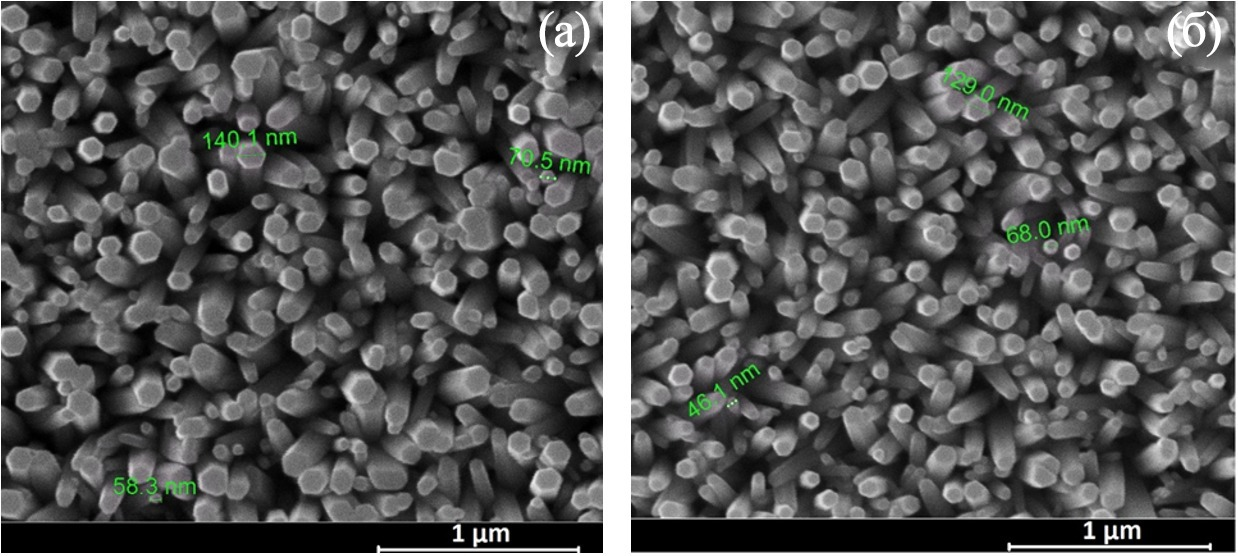 (а)
140.1 nm
70.5 nm
58.3 nm
1 µm
(б)
129.0 nm
68.0 nm
46.1 nm
1 µm